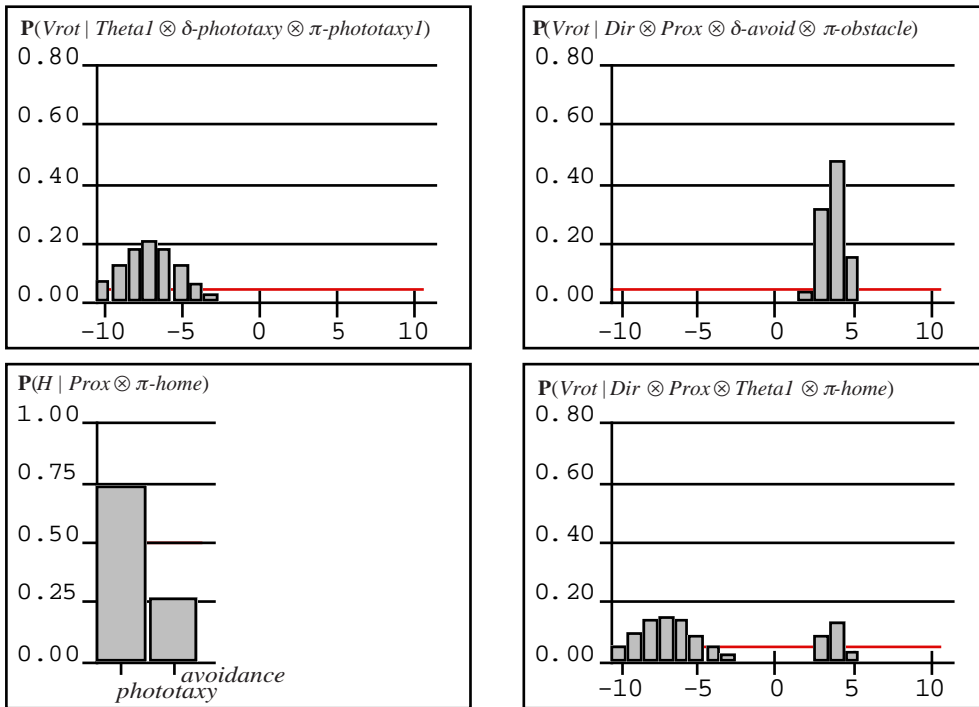 P(Vrot | Theta1 ⊗ δ-phototaxy ⊗ π-phototaxy1)
0.80
0.60
0.40
0.20
0.00
−10 −5 0 5 10
P(Vrot | Dir ⊗ Prox ⊗ δ-avoid ⊗ π-obstacle)
0.80
0.60
0.40
0.20
0.00
−10 −5 0 5 10
P(H | Prox ⊗ π-home)
1.00
0.75
0.50
0.25
0.00
avoidance
phototaxy
P(Vrot | Dir ⊗ Prox ⊗ Theta1 ⊗ π-home)
0.80
0.60
0.40
0.20
0.00
−10 −5 0 5 10